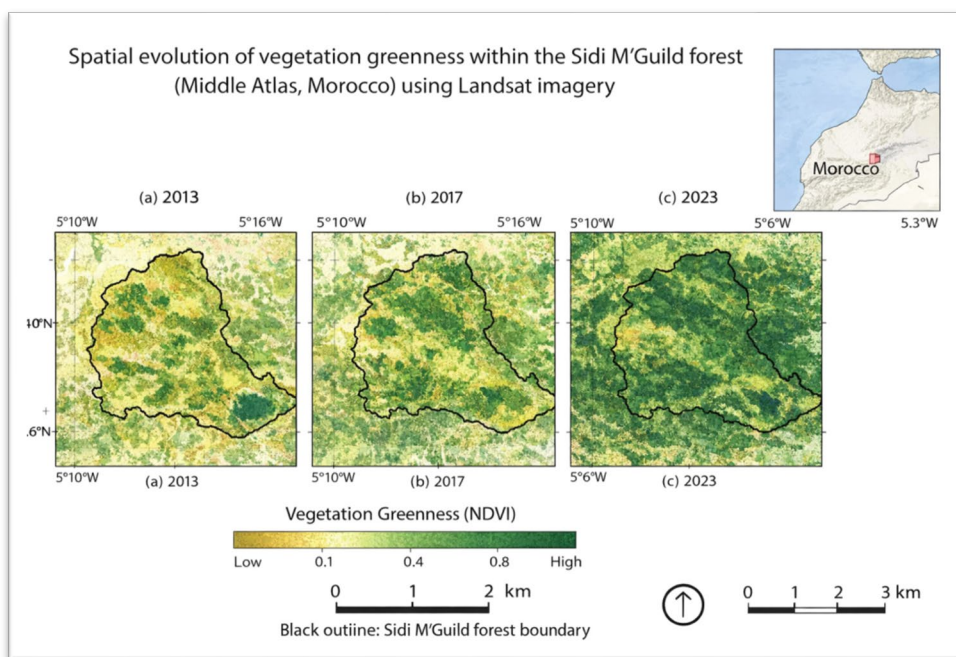 Spatial evolution of vegetation greenness within the Sidi M'Guild forest
(Middle Atlas, Morocco) using Landsat imagery
Morocco
(a) 2013
(b) 2017
(c) 2023
5°10°W
5°16°W
5°10°W
5°16°W
5°10°W
5°6°W
5.3°W
40°N
.6°N
5°10°W
(a) 2013
5°10°W
(b) 2017
5°6°W
(c) 2023
Vegetation Greenness (NDVI)
Low 0.1 0.4 0.8 High
0 1 2 km
0 1 2 3 km
Black outiine: Sidi M'Guild forest boundary